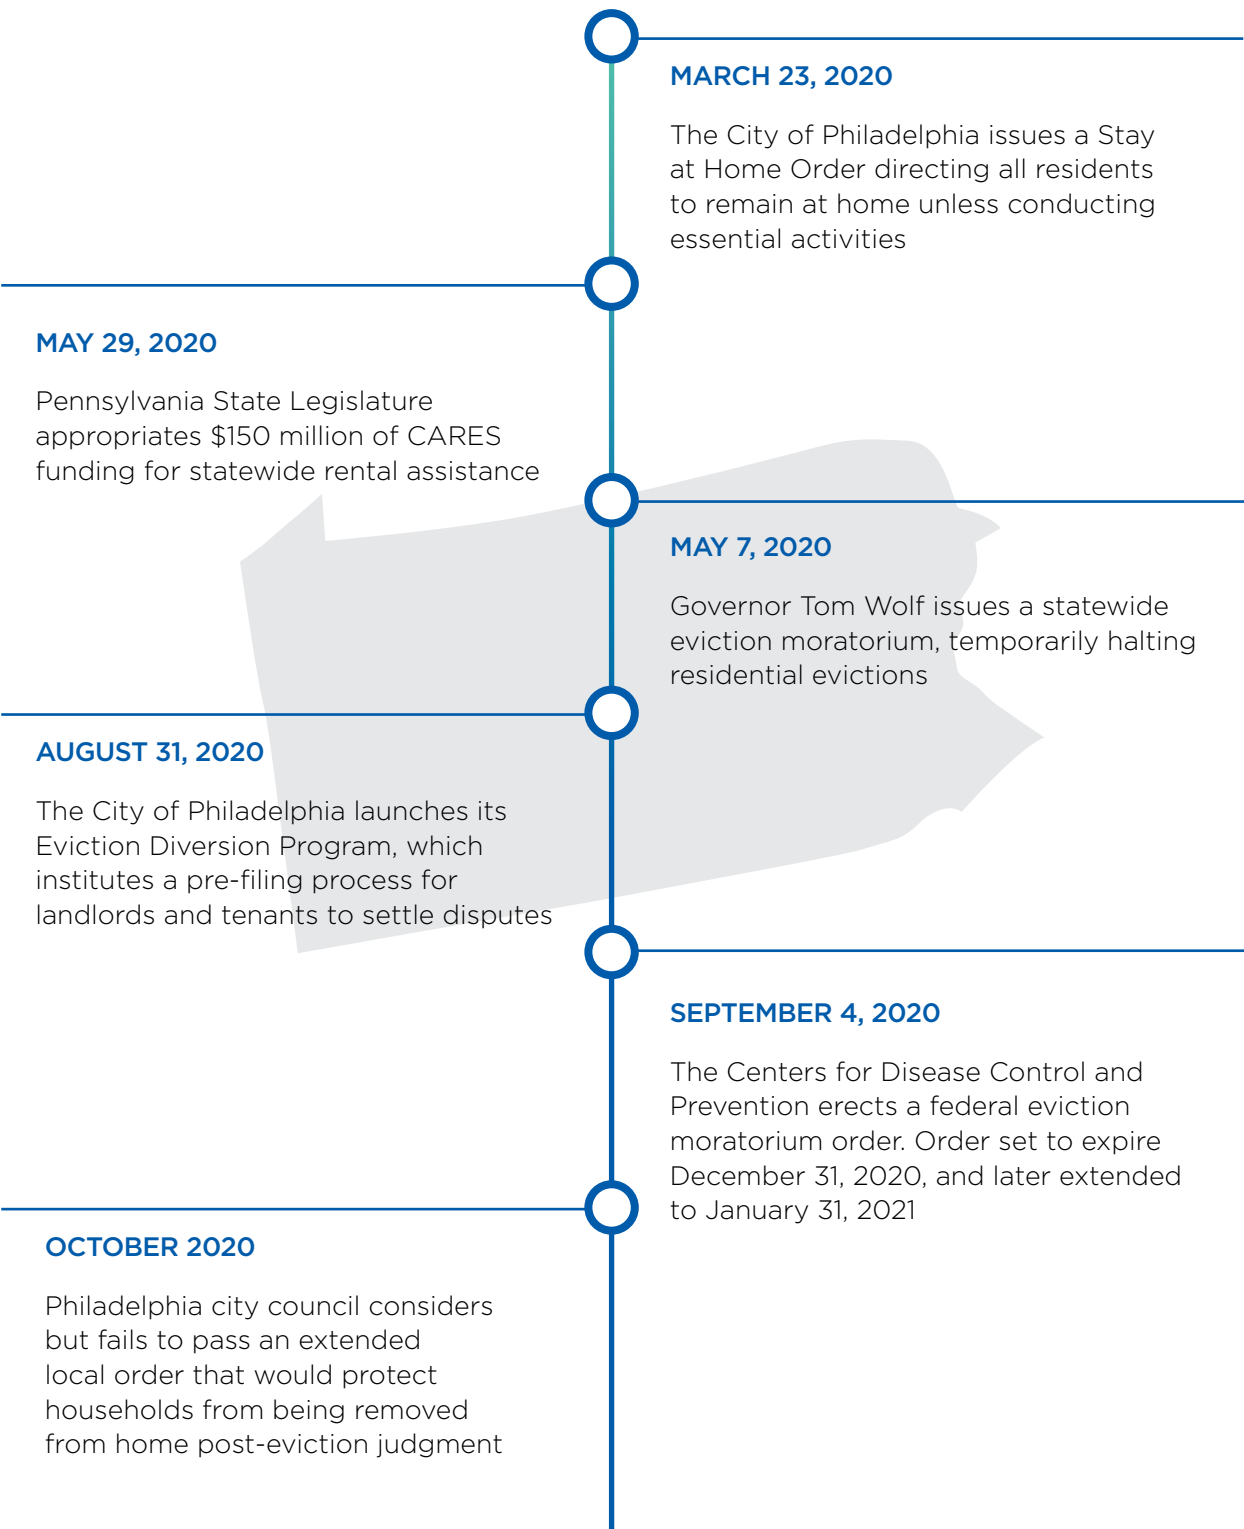 MARCH 23, 2020
The City of Philadelphia issues a Stay
at Home Order directing all residents
to remain at home unless conducting
essential activities
MAY 29, 2020
Pennsylvania State Legislature
appropriates $150 million of CARES
funding for statewide rental assistance
MAY 7, 2020
Governor Tom Wolf issues a statewide
eviction moratorium, temporarily halting
residential evictions
AUGUST 31, 2020
The City of Philadelphia launches its
Eviction Diversion Program, which
institutes a pre-filing process for
landlords and tenants to settle disputes
SEPTEMBER 4, 2020
The Centers for Disease Control and
Prevention erects a federal eviction
moratorium order. Order set to expire
December 31, 2020, and later extended
to January 31, 2021
OCTOBER 2020
Philadelphia city council considers
but fails to pass an extended
local order that would protect
households from being removed
from home post-eviction judgment